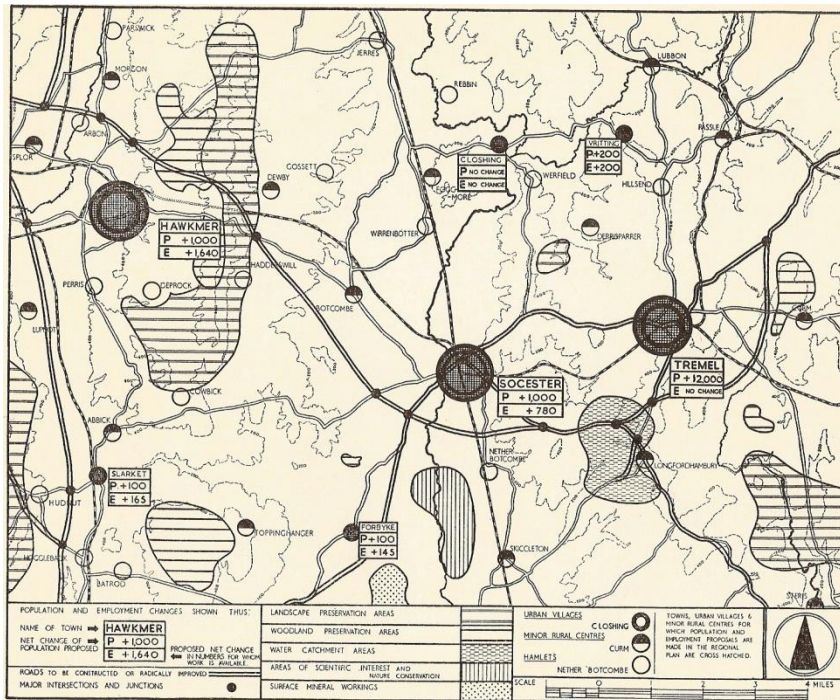 PARSWICK
MORGON
JERRES
LUBBON
REBBIN
ARBON
SPLOR
PASSLE
VRITTING
P +200
E +200
CLOSHING
P NO CHANGE
E NO CHANGE
GOSSETT
DEWBY
WERFIELD
HILLSEND
HAWKMER
P +1,000
E +1,640
WIRRENBOTTER
PERRIS
DEPROCK
BOTCOMBE
CURM
TREMEL
P +12,000
E NO CHANGE
SOCESTER
P +1,000
E +780
COWBICK
ABBICK
NETHER
BOTCOMBE
LONGFORDHAMBURY
SLARKET
P +100
E +165
HUDNUT
TOPPINGHANGER
FORBYKE
P +100
E +145
SKIGGLETON
BATROD
POPULATION AND EMPLOYMENT CHANGES SHOWN THUS:
NAME OF TOWN
HAWKMER
NET CHANGE OF
POPULATION PROPOSED
P +1,000
E +1,640
PROPOSED NET CHANGE
IN NUMBERS FOR WHOM
WORK IS AVAILABLE.
ROADS TO BE CONSTRUCTED OR RADICALLY IMPROVED
MAJOR INTERSECTIONS AND JUNCTIONS
LANDSCAPE PRESERVATION AREAS
WOODLAND PRESERVATION AREAS
WATER CATCHMENT AREAS
AREAS OF SCIENTIFIC INTEREST AND
NATURE CONSERVATION
SURFACE MINERAL WORKINGS
URBAN VILLAGES
CLOSHING
MINOR RURAL CENTRES
CURM
HAMLETS
NETHER BOTCOMBE
TOWNS, URBAN VILLAGES &
MINOR RURAL CENTRES FOR
WHICH POPULATION AND
EMPLOYMENT PROPOSALS ARE
MADE IN THE REGIONAL
PLAN ARE CROSS HATCHED.
SCALE
1 0 1 2 3 4 MILES